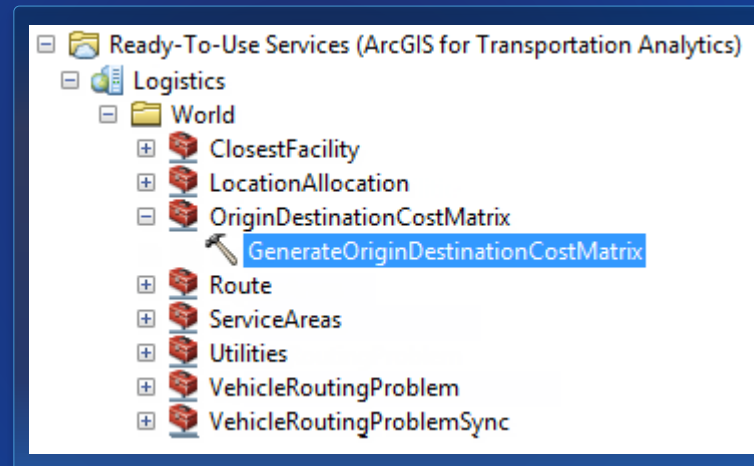 Ready-To-Use Services (ArcGIS for Transportation Analytics)
Logistics
World
ClosestFacility
LocationAllocation
OriginDestinationCostMatrix
GenerateOriginDestinationCostMatrix
Route
ServiceAreas
Utilities
VehicleRoutingProblem
VehicleRoutingProblemSync